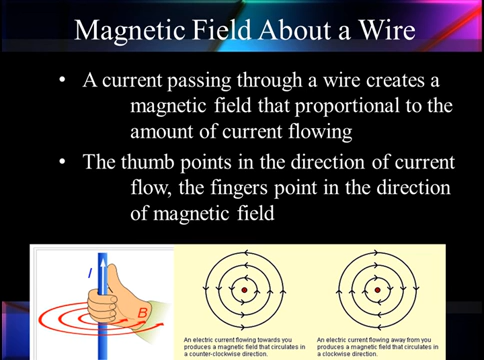 Magnetic Field About a Wire
• A current passing through a wire creates a
magnetic field that proportional to the
amount of current flowing
• The thumb points in the direction of current
flow, the fingers point in the direction
of magnetic field
I
B
An electric current flowing towards you
produces a magnetic field that circulates in
a counter-clockwise direction.
An electric current flowing away from you
produces a magnetic field that circulates in
a clockwise direction.